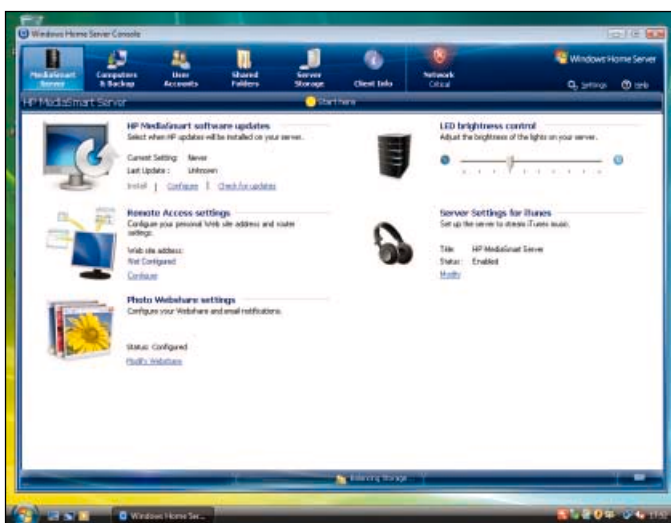 Windows Home Server Console
MediaSmart Server
Computers & Backup
User Accounts
Shared Folders
Server Storage
Client Info
Network Critical
Windows Home Server
Settings
Help
HP MediaSmart Server
Start here
HP MediaSmart software updates
Select when HP updates will be installed on your server.
Current Setting: Never
Last Update : Unknown
Install | Configure | Check for updates
Remote Access settings
Configure your personal Web site address and router
settings.
Web site address:
Not Configured
Configure
Photo Webshare settings
Configure your Webshare and email notifications.
Status: Configured
Modify Webshare
LED brightness control
Adjust the brightness of the lights on your server.
Server Settings for iTunes
Set up the server to stream iTunes music.
Title: HP MediaSmart Server
Status: Enabled
Modify
Balancing Storage
Windows Home Ser...
17:52